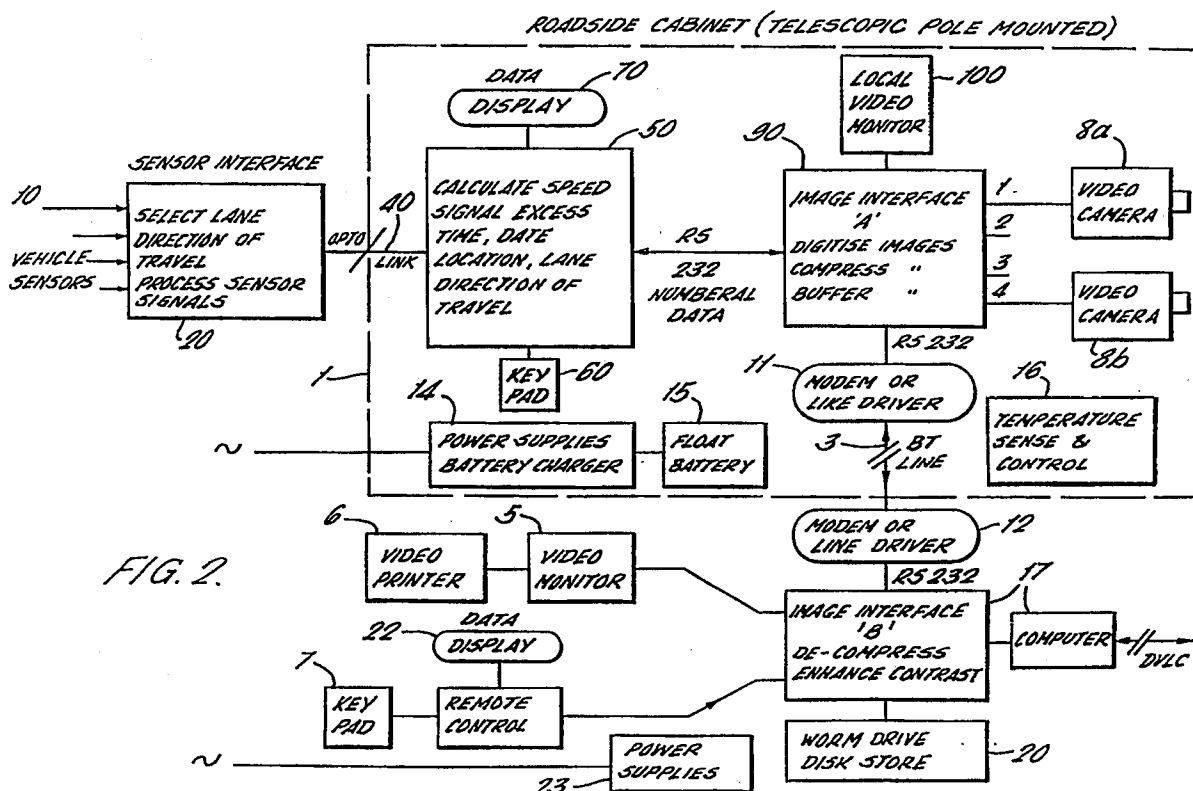 ROADSIDE CABINET (TELESCOPIC POLE MOUNTED)
DATA
DISPLAY
70
LOCAL
VIDEO
MONITOR
100
SENSOR INTERFACE
50
90
8a
10
SELECT LANE
DIRECTION OF
TRAVEL
PROCESS SENSOR
SIGNALS
VEHICLE
SENSORS
20
OPTO
LINK
40
CALCULATE SPEED
SIGNAL EXCESS
TIME, DATE
LOCATION, LANE
DIRECTION OF
TRAVEL
RS
232
NUMBERAL
DATA
IMAGE INTERFACE
'A'
DIGITISE IMAGES
COMPRESS "
BUFFER "
1
2
3
4
VIDEO
CAMERA
VIDEO
CAMERA
8b
RS 232
1
KEY
PAD
60
11
MODEM OR
LIKE DRIVER
16
TEMPERATURE
SENSE &
CONTROL
~
14
POWER SUPPLIES
BATTERY CHARGER
15
FLOAT
BATTERY
3
BT
LINE
FIG. 2.
6
VIDEO
PRINTER
5
VIDEO
MONITOR
MODEM OR
LINE DRIVER
12
RS 232
DATA
22
DISPLAY
7
KEY
PAD
REMOTE
CONTROL
IMAGE INTERFACE
'B'
DE-COMPRESS
ENHANCE CONTRAST
17
COMPUTER
DVLC
~
POWER
SUPPLIES
23
WORM DRIVE
DISK STORE
20